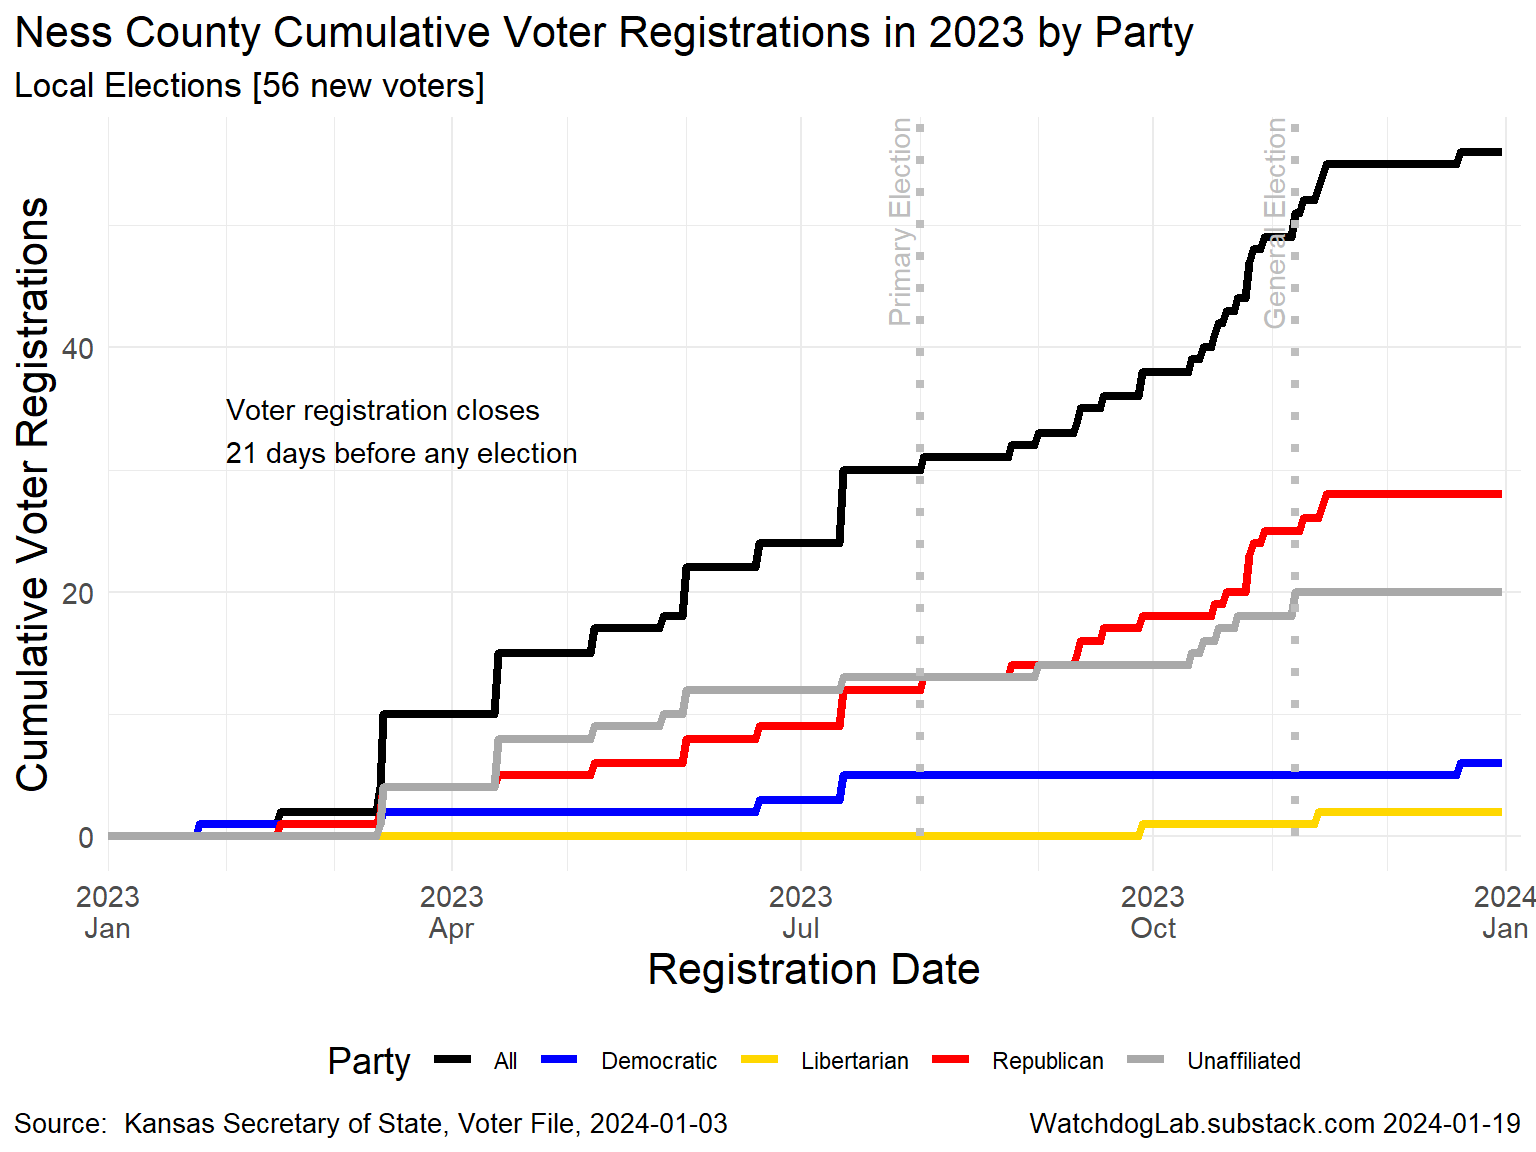 Ness County Cumulative Voter Registrations in 2023 by Party
Local Elections [56 new voters]
Cumulative Voter Registrations
40
20
0
Primary Election
General Election
Voter registration closes
21 days before any election
2023
Jan
2023
Apr
2023
Jul
2023
Oct
2024
Jan
Registration Date
Party All Democratic Libertarian Republican Unaffiliated
Source:  Kansas Secretary of State, Voter File, 2024-01-03
WatchdogLab.substack.com 2024-01-19